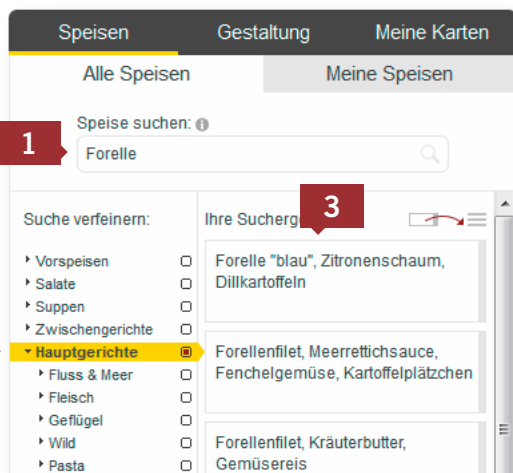 Speisen Gestaltung Meine Karten
Alle Speisen Meine Speisen
Speise suchen:
1
Forelle
Suche verfeinern:
Vorspeisen
Salate
Suppen
Zwischengerichte
Hauptgerichte
Fluss & Meer
Fleisch
Geflügel
Wild
Pasta
Ihre Sucherge
3
Forelle "blau", Zitronenschaum,
Dillkartoffeln
Forellenfilet, Meerrettichsauce,
Fenchelgemüse, Kartoffelplätzchen
Forellenfilet, Kräuterbutter,
Gemüsereis